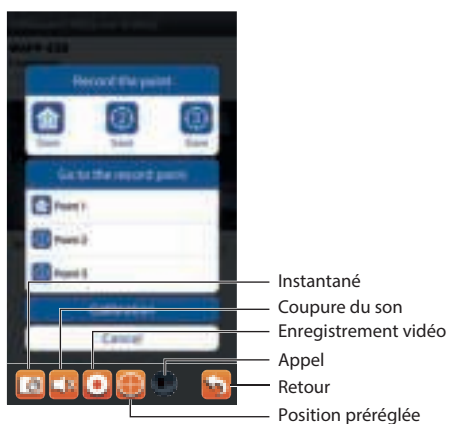 Record the point
Save Save Save
Go to the record point
Point 1
Point 2
Point 3
Cancel
Instantané
Coupure du son
Enregistrement vidéo
Appel
Retour
Position préréglée